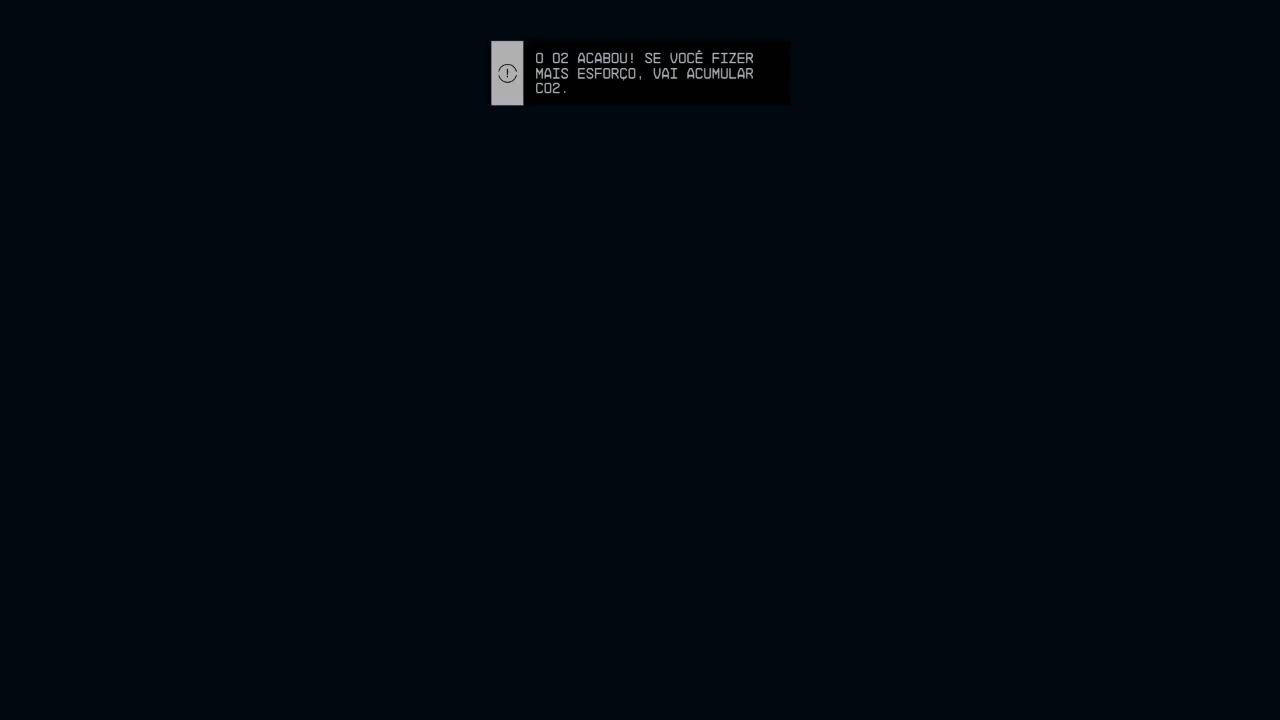 O O2 ACABOU! SE VOCÊ FIZER
MAIS ESFORÇO, VAI ACUMULAR
CO2.